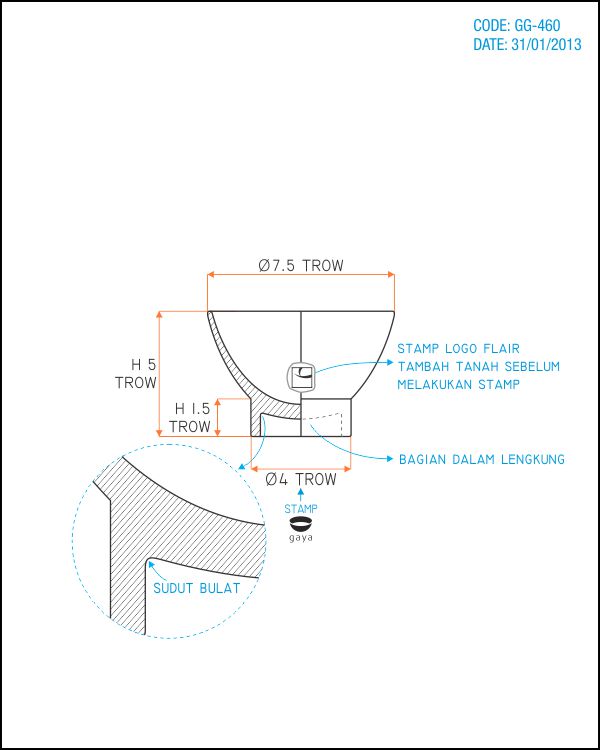 CODE: GG-460
DATE: 31/01/2013
Ø7.5 TROW
STAMP LOGO FLAIR
TAMBAH TANAH SEBELUM
MELAKUKAN STAMP
H 5
TROW
H 1.5
TROW
BAGIAN DALAM LENGKUNG
Ø4 TROW
STAMP
gaya
SUDUT BULAT